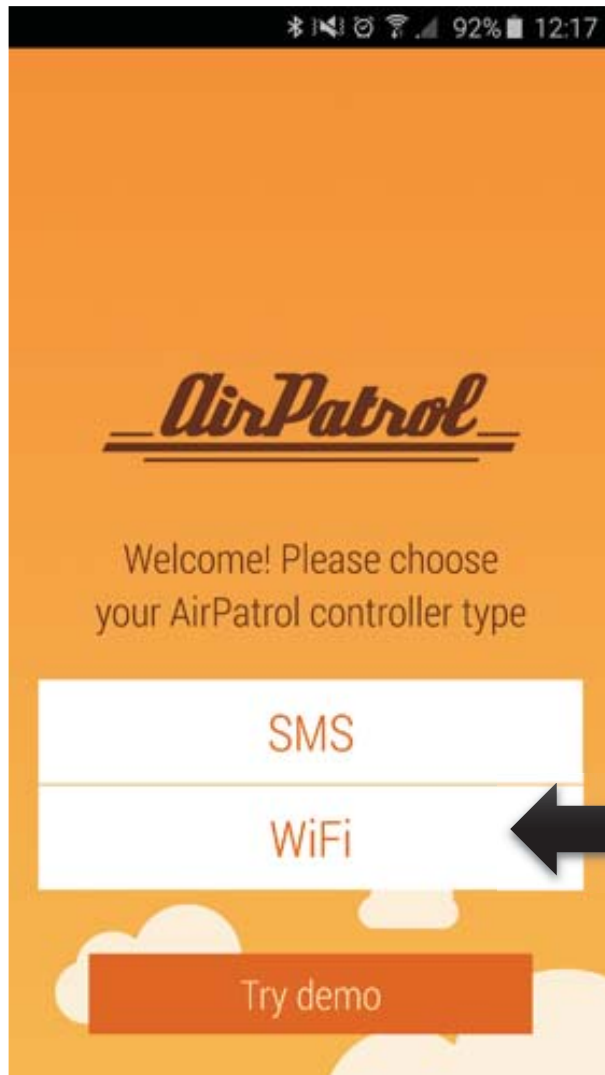 92% 12:17
AirPatrol
Welcome! Please choose
your AirPatrol controller type
SMS
WiFi
Try demo